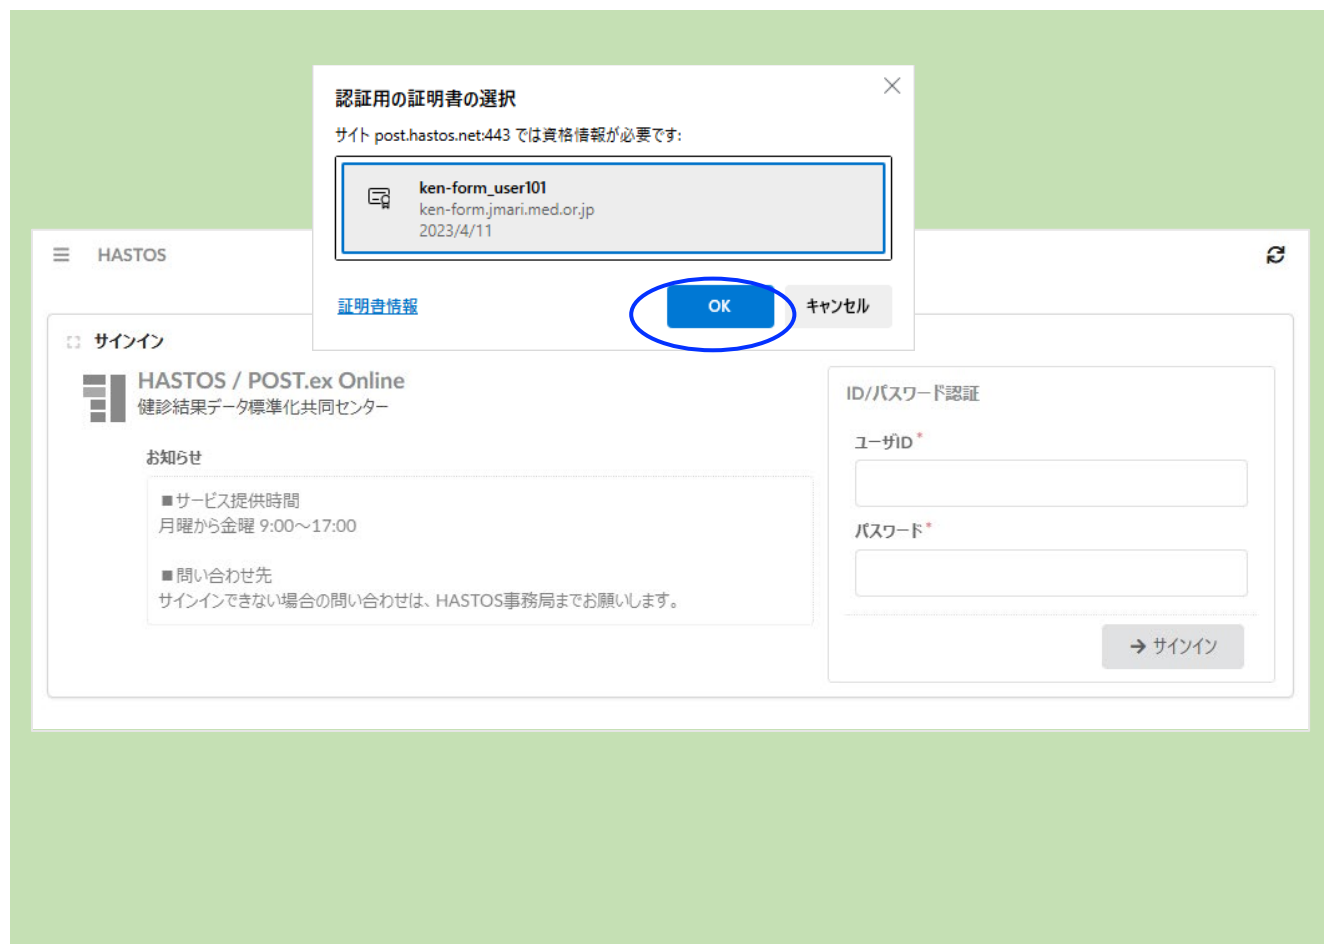 認証用の証明書の選択
サイト post.hastos.net:443 では資格情報が必要です:
ken-form_user101
ken-form.jmari.med.or.jp
2023/4/11
証明書情報
OK
キャンセル
HASTOS
サインイン
HASTOS / POST.ex Online
健診結果データ標準化共同センター
お知らせ
■サービス提供時間
月曜から金曜 9:00～17:00
■問い合わせ先
サインインできない場合の問い合わせは、HASTOS事務局までお願いします。
ID/パスワード認証
ユーザID *
パスワード *
サインイン